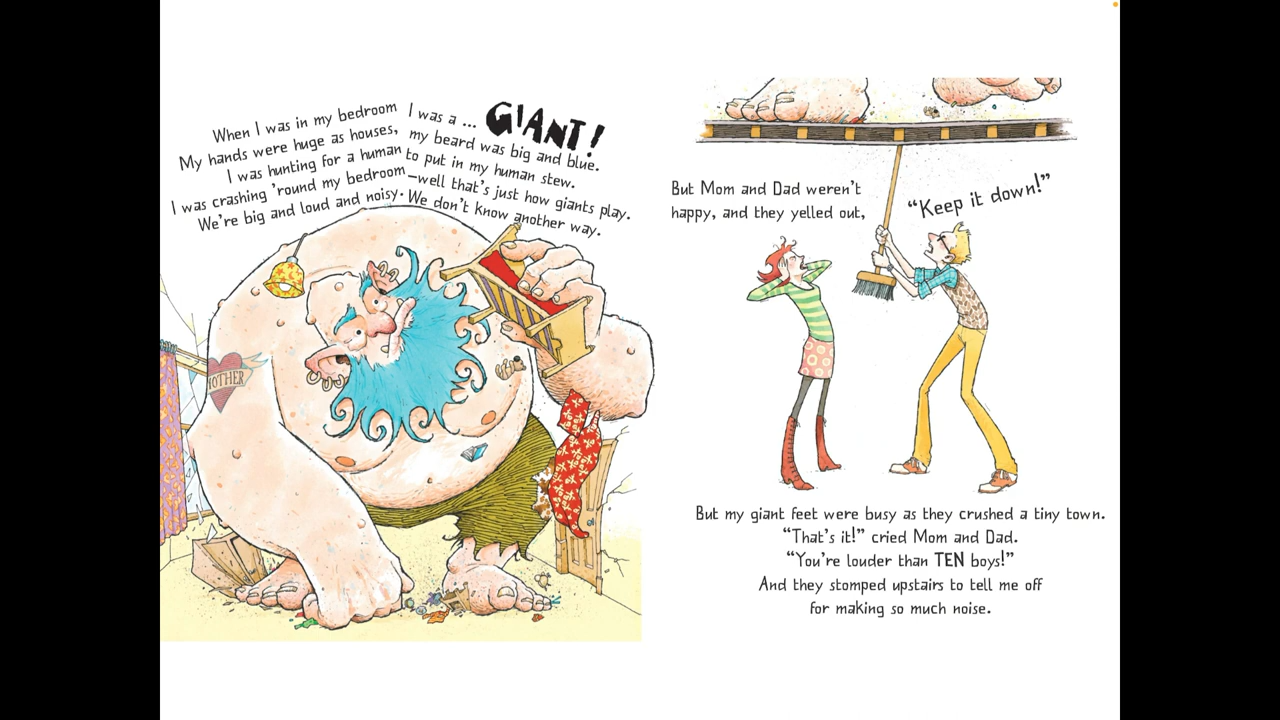 When I was in my bedroom I was a ... GIANT!
My hands were huge as houses, my beard was big and blue.
I was hunting for a human to put in my human stew.
I was crashing ’round my bedroom—well that’s just how giants play.
We’re big and loud and noisy. We don’t know another way.
OTHER
But Mom and Dad weren’t
happy, and they yelled out,
“Keep it down!”
But my giant feet were busy as they crushed a tiny town.
“That’s it!” cried Mom and Dad.
“You’re louder than TEN boys!”
And they stomped upstairs to tell me off
for making so much noise.